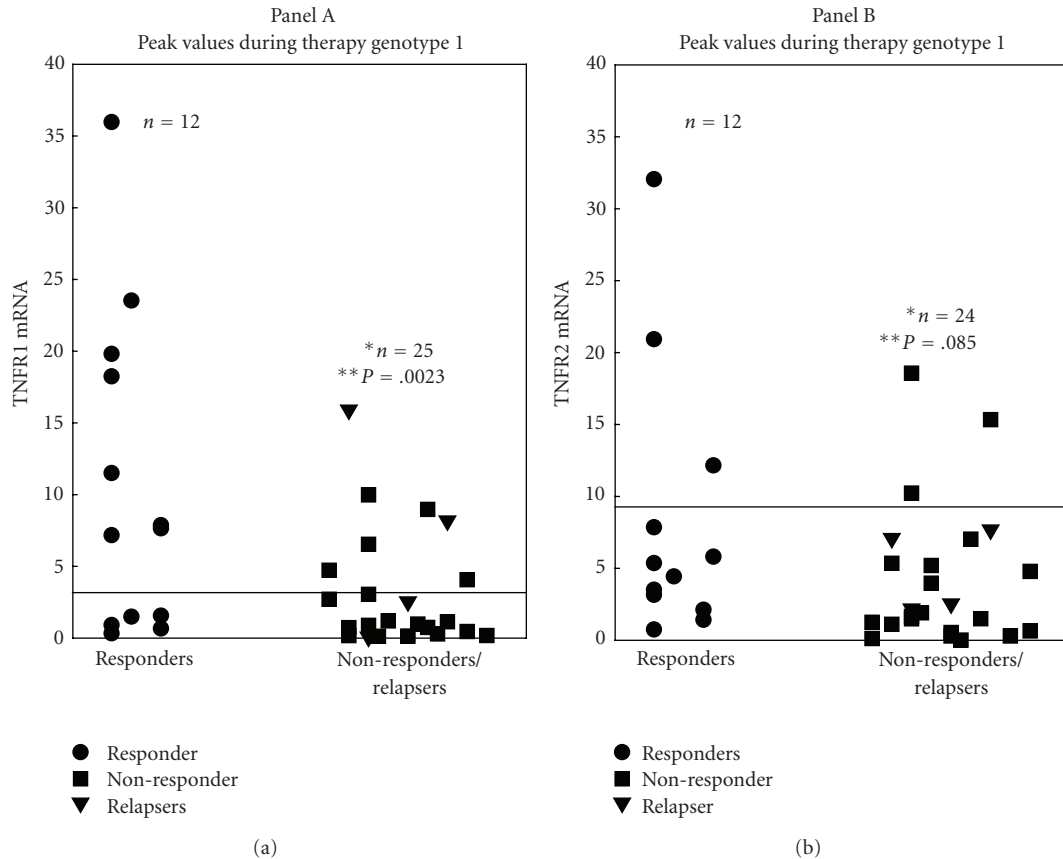 Panel A
Peak values during therapy genotype 1
40
35
30
25
20
15
10
5
0
TNFR1 mRNA
n = 12
*n = 25
**P = .0023
Responders
Non-responders/
relapsers
Responder
Non-responder
Relapsers
(a)
Panel B
Peak values during therapy genotype 1
40
35
30
25
20
15
10
5
0
TNFR2 mRNA
n = 12
*n = 24
**P = .085
Responders
Non-responders/
relapsers
Responders
Non-responder
Relapser
(b)